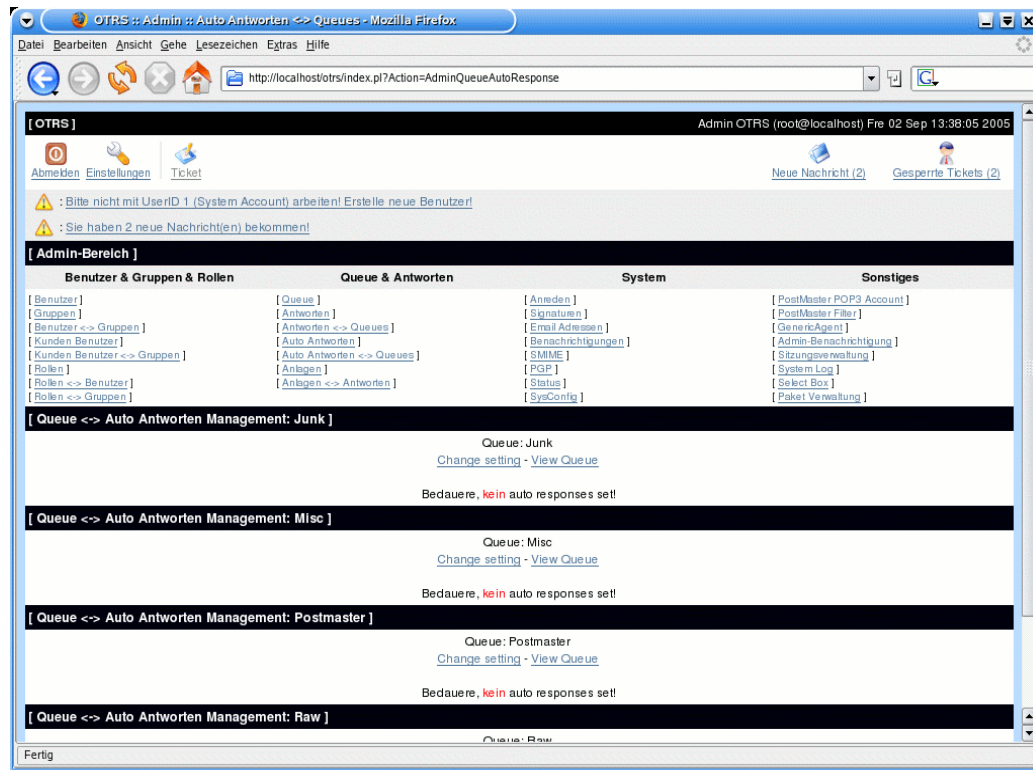 OTRS :: Admin :: Auto Antworten <-> Queues - Mozilla Firefox
Datei Bearbeiten Ansicht Gehe Lesezeichen Extras Hilfe
http://localhost/otrs/index.pl?Action=AdminQueueAutoResponse
G
[ OTRS ] Admin OTRS (root@localhost) Fre 02 Sep 13:38:05 2005
Abmelden Einstellungen Ticket Neue Nachricht (2) Gesperrte Tickets (2)
: Bitte nicht mit UserID 1 (System Account) arbeiten! Erstelle neue Benutzer!
: Sie haben 2 neue Nachricht(en) bekommen!
[ Admin-Bereich ]
Benutzer & Gruppen & Rollen Queue & Antworten System Sonstiges
[ Benutzer ] [ Queue ] [ Anreden ] [ PostMaster POP3 Account ]
[ Gruppen ] [ Antworten ] [ Signaturen ] [ PostMaster Filter ]
[ Benutzer <-> Gruppen ] [ Antworten <-> Queues ] [ Email Adressen ] [ GenericAgent ]
[ Kunden Benutzer ] [ Auto Antworten ] [ Benachrichtigungen ] [ Admin-Benachrichtigung ]
[ Kunden Benutzer <-> Gruppen ] [ Auto Antworten <-> Queues ] [ SMIME ] [ Sitzungsverwaltung ]
[ Rollen ] [ Anlagen ] [ PGP ] [ System Log ]
[ Rollen <-> Benutzer ] [ Anlagen <-> Antworten ] [ Status ] [ Select Box ]
[ Rollen <-> Gruppen ] [ SysConfig ] [ Paket Verwaltung ]
[ Queue <-> Auto Antworten Management: Junk ]
Queue: Junk
Change setting - View Queue
Bedauere, kein auto responses set!
[ Queue <-> Auto Antworten Management: Misc ]
Queue: Misc
Change setting - View Queue
Bedauere, kein auto responses set!
[ Queue <-> Auto Antworten Management: Postmaster ]
Queue: Postmaster
Change setting - View Queue
Bedauere, kein auto responses set!
[ Queue <-> Auto Antworten Management: Raw ]
Queue: Raw
Fertig